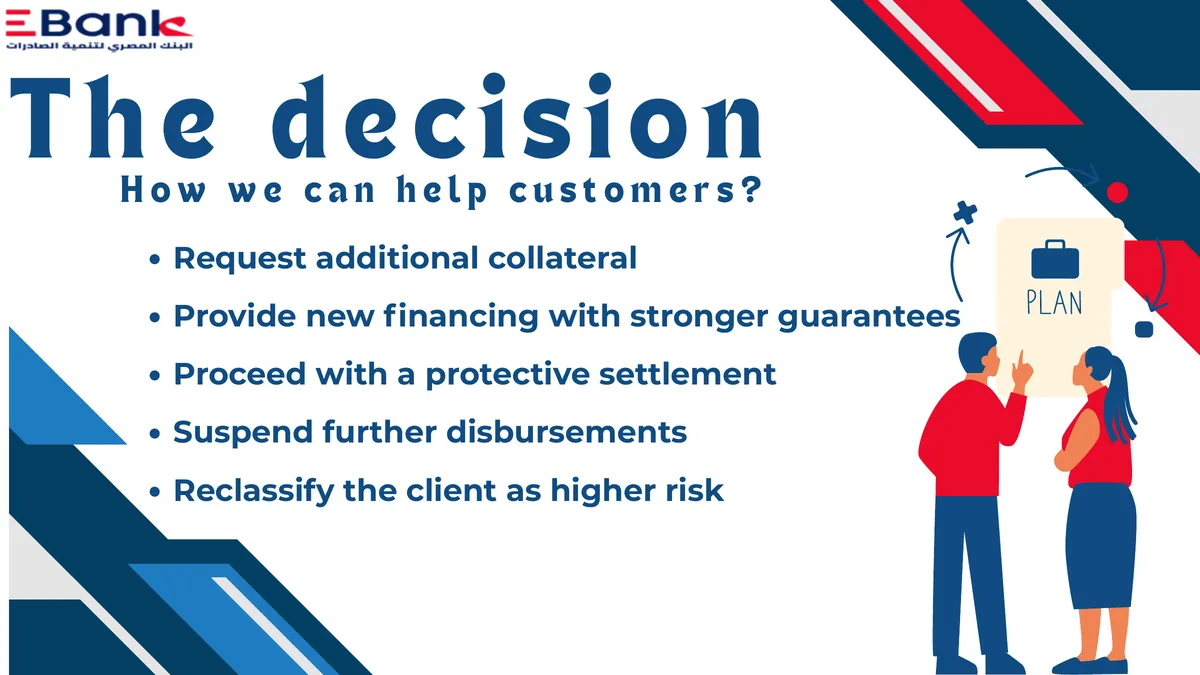 EBank
البنك المصري لتنمية الصادرات
The decision
How we can help customers?
• Request additional collateral
• Provide new financing with stronger guarantees
• Proceed with a protective settlement
• Suspend further disbursements
• Reclassify the client as higher risk
PLAN